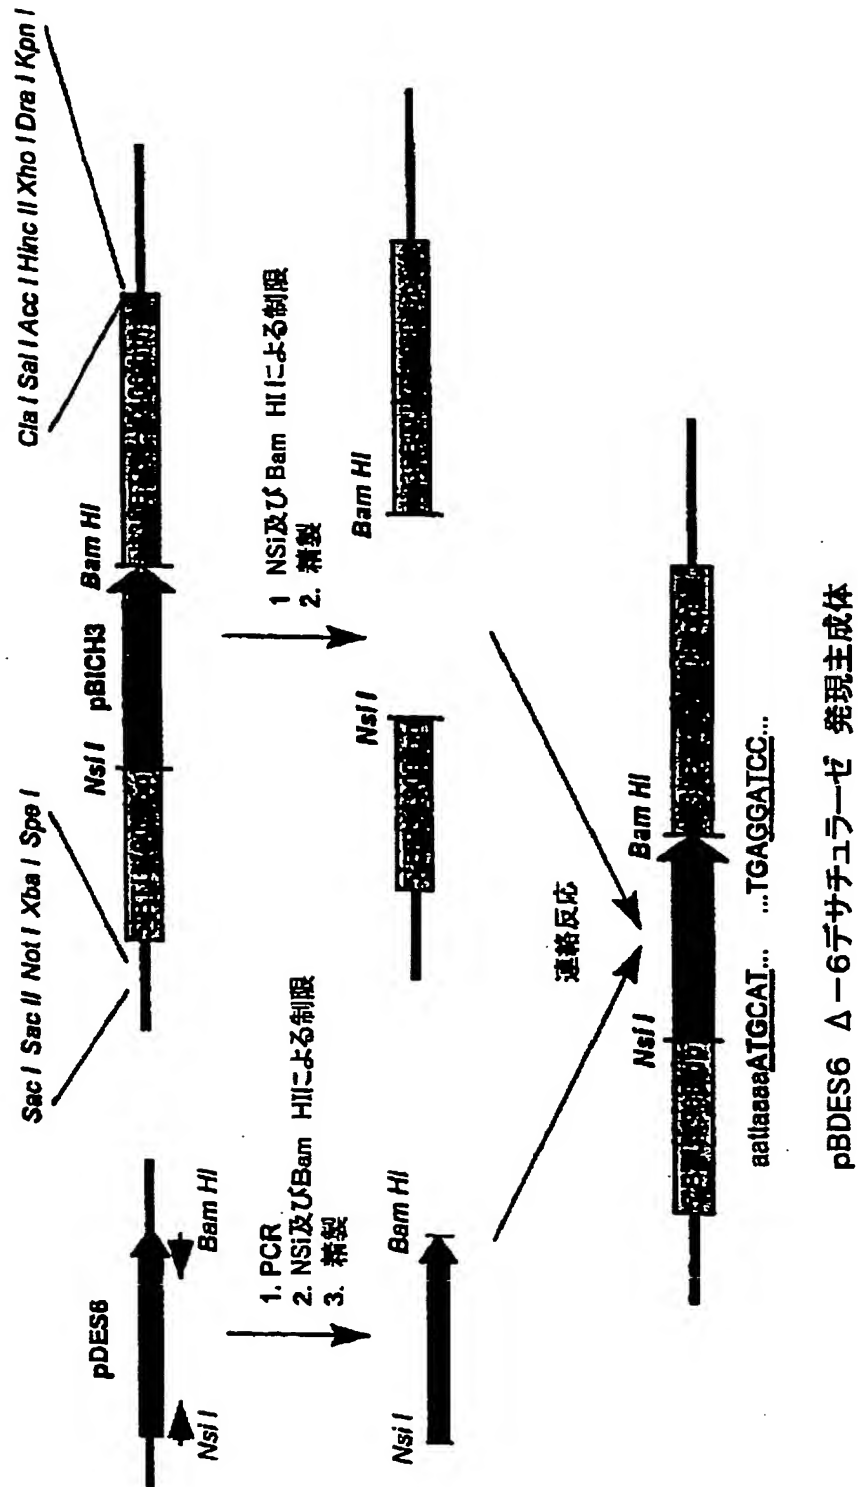 Sac I Sac II Not I Xba I Spe I
Cla I Sal I Acc I Hinc II Xho I Dra I Kpn I
pDES6
Nsi I
Bam HI
Nsi I
pBICH3
Bam HI
1. PCR
2. NSi及びBam HIIによる制限
3. 精製
1 NSi及びBam HIIによる制限
2. 精製
Nsi I
Bam HI
Nsi I
Bam HI
連絡反応
Nsi I
Bam HI
aattaaaaATGCAT... ...TGAGGATCC...
pBDES6 Δ－6デサチュラーゼ 発現主成体